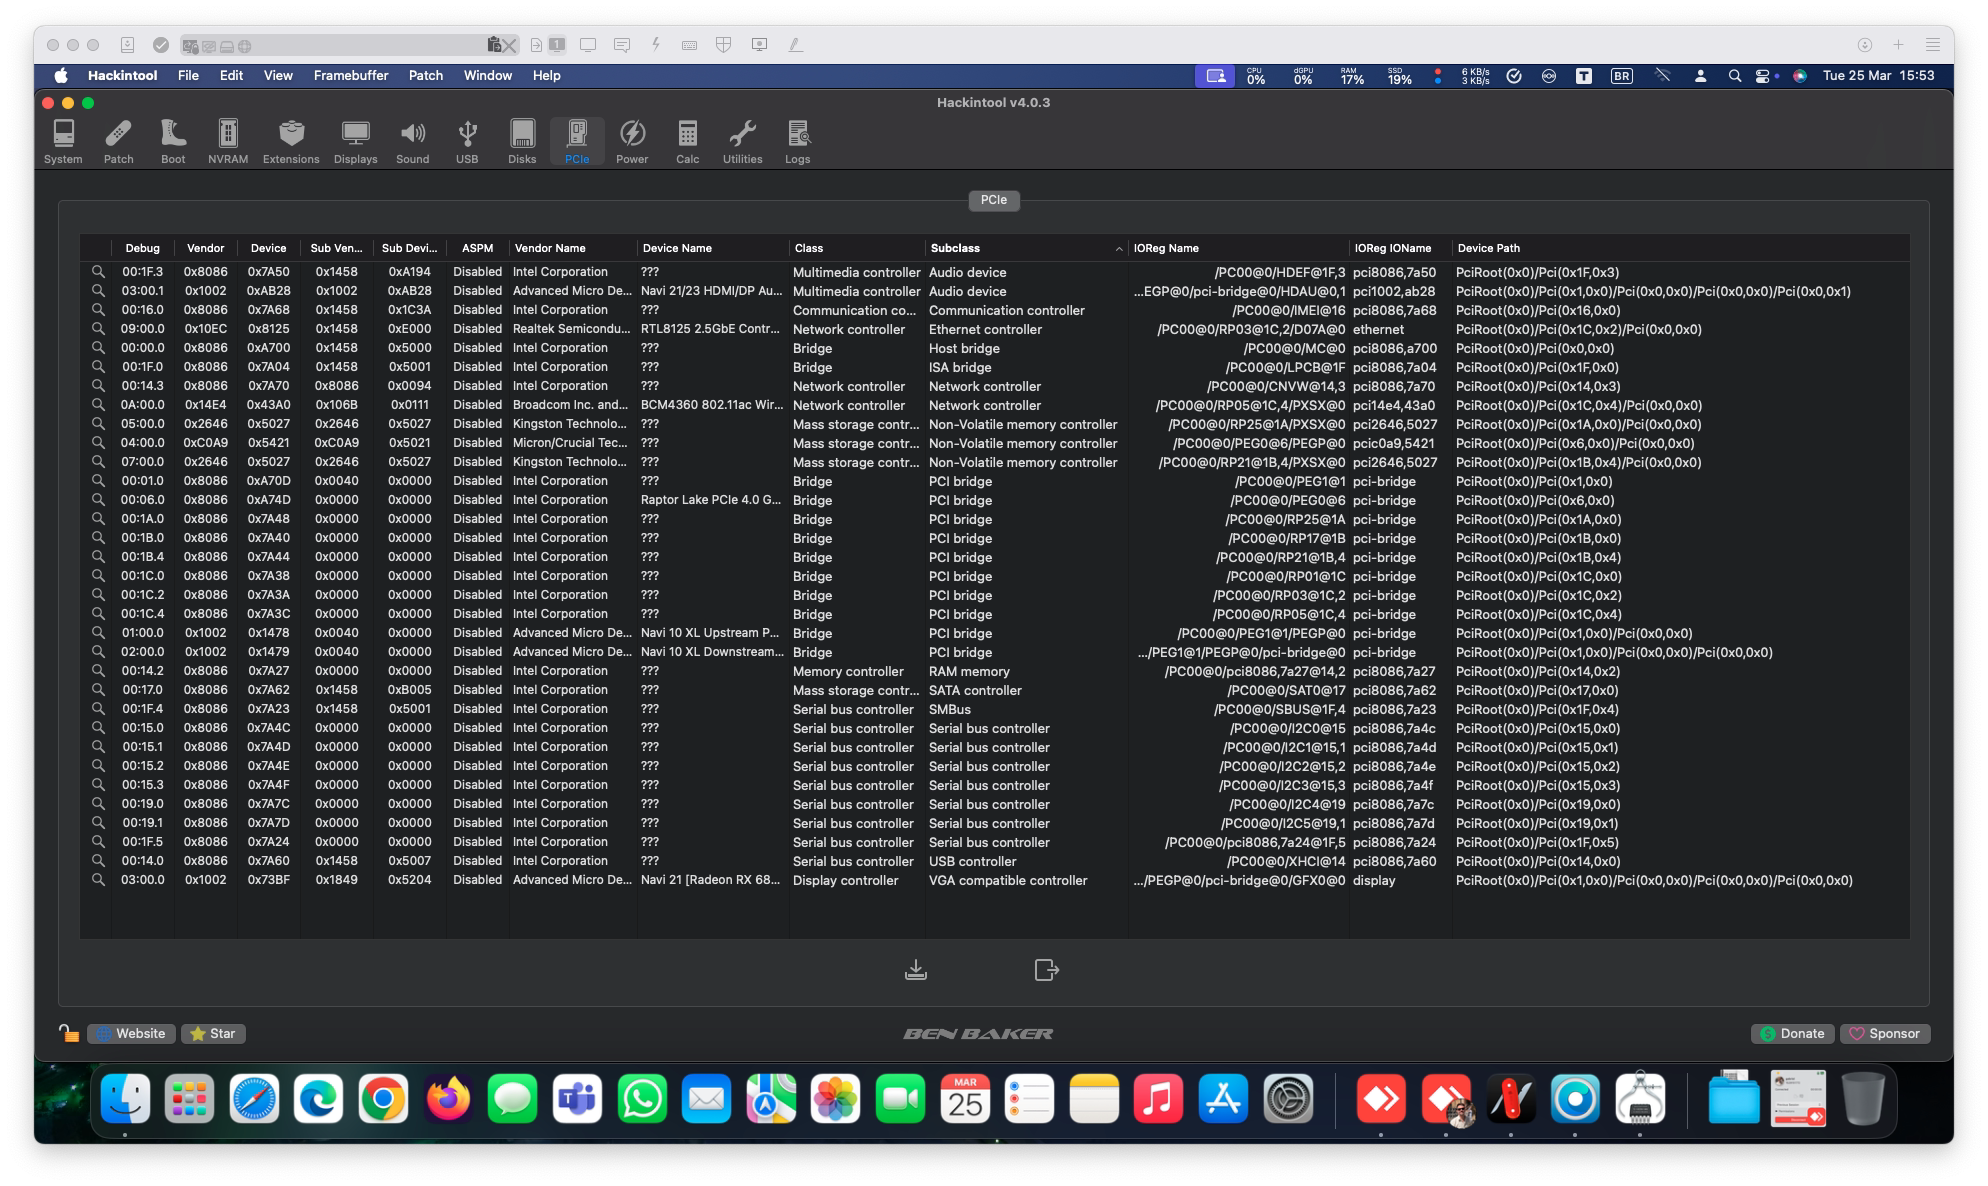 1
Hackintool File Edit View Framebuffer Patch Window Help CPU 0% dGPU 0% RAM 17% SSD 19% 6 KB/s 3 KB/s T BR Tue 25 Mar 15:53
Hackintool v4.0.3
System Patch Boot NVRAM Extensions Displays Sound USB Disks PCIe Power Calc Utilities Logs
PCIe
Debug Vendor Device Sub Ven... Sub Devi... ASPM Vendor Name Device Name Class Subclass IOReg Name IOReg IOName Device Path
00:1F.3 0x8086 0x7A50 0x1458 0xA194 Disabled Intel Corporation ??? Multimedia controller Audio device /PC00@0/HDEF@1F,3 pci8086,7a50 PciRoot(0x0)/Pci(0x1F,0x3)
03:00.1 0x1002 0xAB28 0x1002 0xAB28 Disabled Advanced Micro De... Navi 21/23 HDMI/DP Au... Multimedia controller Audio device ...EGP@0/pci-bridge@0/HDAU@0,1 pci1002,ab28 PciRoot(0x0)/Pci(0x1,0x0)/Pci(0x0,0x0)/Pci(0x0,0x0)/Pci(0x0,0x1)
00:16.0 0x8086 0x7A68 0x1458 0x1C3A Disabled Intel Corporation ??? Communication co... Communication controller /PC00@0/IMEI@16 pci8086,7a68 PciRoot(0x0)/Pci(0x16,0x0)
09:00.0 0x10EC 0x8125 0x1458 0xE000 Disabled Realtek Semicondu... RTL8125 2.5GbE Contr... Network controller Ethernet controller /PC00@0/RP03@1C,2/D07A@0 ethernet PciRoot(0x0)/Pci(0x1C,0x2)/Pci(0x0,0x0)
00:00.0 0x8086 0xA700 0x1458 0x5000 Disabled Intel Corporation ??? Bridge Host bridge /PC00@0/MC@0 pci8086,a700 PciRoot(0x0)/Pci(0x0,0x0)
00:1F.0 0x8086 0x7A04 0x1458 0x5001 Disabled Intel Corporation ??? Bridge ISA bridge /PC00@0/LPCB@1F pci8086,7a04 PciRoot(0x0)/Pci(0x1F,0x0)
00:14.3 0x8086 0x7A70 0x8086 0x0094 Disabled Intel Corporation ??? Network controller Network controller /PC00@0/CNVW@14,3 pci8086,7a70 PciRoot(0x0)/Pci(0x14,0x3)
0A:00.0 0x14E4 0x43A0 0x106B 0x0111 Disabled Broadcom Inc. and... BCM4360 802.11ac Wir... Network controller Network controller /PC00@0/RP05@1C,4/PXSX@0 pci14e4,43a0 PciRoot(0x0)/Pci(0x1C,0x4)/Pci(0x0,0x0)
05:00.0 0x2646 0x5027 0x2646 0x5027 Disabled Kingston Technolo... ??? Mass storage contr... Non-Volatile memory controller /PC00@0/RP25@1A/PXSX@0 pci2646,5027 PciRoot(0x0)/Pci(0x1A,0x0)/Pci(0x0,0x0)
04:00.0 0xC0A9 0x5421 0xC0A9 0x5021 Disabled Micron/Crucial Tec... ??? Mass storage contr... Non-Volatile memory controller /PC00@0/PEG0@6/PEGP@0 pcic0a9,5421 PciRoot(0x0)/Pci(0x6,0x0)/Pci(0x0,0x0)
07:00.0 0x2646 0x5027 0x2646 0x5027 Disabled Kingston Technolo... ??? Mass storage contr... Non-Volatile memory controller /PC00@0/RP21@1B,4/PXSX@0 pci2646,5027 PciRoot(0x0)/Pci(0x1B,0x4)/Pci(0x0,0x0)
00:01.0 0x8086 0xA70D 0x0040 0x0000 Disabled Intel Corporation ??? Bridge PCI bridge /PC00@0/PEG1@1 pci-bridge PciRoot(0x0)/Pci(0x1,0x0)
00:06.0 0x8086 0xA74D 0x0000 0x0000 Disabled Intel Corporation Raptor Lake PCIe 4.0 G... Bridge PCI bridge /PC00@0/PEG0@6 pci-bridge PciRoot(0x0)/Pci(0x6,0x0)
00:1A.0 0x8086 0x7A48 0x0000 0x0000 Disabled Intel Corporation ??? Bridge PCI bridge /PC00@0/RP25@1A pci-bridge PciRoot(0x0)/Pci(0x1A,0x0)
00:1B.0 0x8086 0x7A40 0x0000 0x0000 Disabled Intel Corporation ??? Bridge PCI bridge /PC00@0/RP17@1B pci-bridge PciRoot(0x0)/Pci(0x1B,0x0)
00:1B.4 0x8086 0x7A44 0x0000 0x0000 Disabled Intel Corporation ??? Bridge PCI bridge /PC00@0/RP21@1B,4 pci-bridge PciRoot(0x0)/Pci(0x1B,0x4)
00:1C.0 0x8086 0x7A38 0x0000 0x0000 Disabled Intel Corporation ??? Bridge PCI bridge /PC00@0/RP01@1C pci-bridge PciRoot(0x0)/Pci(0x1C,0x0)
00:1C.2 0x8086 0x7A3A 0x0000 0x0000 Disabled Intel Corporation ??? Bridge PCI bridge /PC00@0/RP03@1C,2 pci-bridge PciRoot(0x0)/Pci(0x1C,0x2)
00:1C.4 0x8086 0x7A3C 0x0000 0x0000 Disabled Intel Corporation ??? Bridge PCI bridge /PC00@0/RP05@1C,4 pci-bridge PciRoot(0x0)/Pci(0x1C,0x4)
01:00.0 0x1002 0x1478 0x0040 0x0000 Disabled Advanced Micro De... Navi 10 XL Upstream P... Bridge PCI bridge /PC00@0/PEG1@1/PEGP@0 pci-bridge PciRoot(0x0)/Pci(0x1,0x0)/Pci(0x0,0x0)
02:00.0 0x1002 0x1479 0x0040 0x0000 Disabled Advanced Micro De... Navi 10 XL Downstream... Bridge PCI bridge .../PEG1@1/PEGP@0/pci-bridge@0 pci-bridge PciRoot(0x0)/Pci(0x1,0x0)/Pci(0x0,0x0)/Pci(0x0,0x0)
00:14.2 0x8086 0x7A27 0x0000 0x0000 Disabled Intel Corporation ??? Memory controller RAM memory /PC00@0/pci8086,7a27@14,2 pci8086,7a27 PciRoot(0x0)/Pci(0x14,0x2)
00:17.0 0x8086 0x7A62 0x1458 0xB005 Disabled Intel Corporation ??? Mass storage contr... SATA controller /PC00@0/SAT0@17 pci8086,7a62 PciRoot(0x0)/Pci(0x17,0x0)
00:1F.4 0x8086 0x7A23 0x1458 0x5001 Disabled Intel Corporation ??? Serial bus controller SMBus /PC00@0/SBUS@1F,4 pci8086,7a23 PciRoot(0x0)/Pci(0x1F,0x4)
00:15.0 0x8086 0x7A4C 0x0000 0x0000 Disabled Intel Corporation ??? Serial bus controller Serial bus controller /PC00@0/I2C0@15 pci8086,7a4c PciRoot(0x0)/Pci(0x15,0x0)
00:15.1 0x8086 0x7A4D 0x0000 0x0000 Disabled Intel Corporation ??? Serial bus controller Serial bus controller /PC00@0/I2C1@15,1 pci8086,7a4d PciRoot(0x0)/Pci(0x15,0x1)
00:15.2 0x8086 0x7A4E 0x0000 0x0000 Disabled Intel Corporation ??? Serial bus controller Serial bus controller /PC00@0/I2C2@15,2 pci8086,7a4e PciRoot(0x0)/Pci(0x15,0x2)
00:15.3 0x8086 0x7A4F 0x0000 0x0000 Disabled Intel Corporation ??? Serial bus controller Serial bus controller /PC00@0/I2C3@15,3 pci8086,7a4f PciRoot(0x0)/Pci(0x15,0x3)
00:19.0 0x8086 0x7A7C 0x0000 0x0000 Disabled Intel Corporation ??? Serial bus controller Serial bus controller /PC00@0/I2C4@19 pci8086,7a7c PciRoot(0x0)/Pci(0x19,0x0)
00:19.1 0x8086 0x7A7D 0x0000 0x0000 Disabled Intel Corporation ??? Serial bus controller Serial bus controller /PC00@0/I2C5@19,1 pci8086,7a7d PciRoot(0x0)/Pci(0x19,0x1)
00:1F.5 0x8086 0x7A24 0x0000 0x0000 Disabled Intel Corporation ??? Serial bus controller Serial bus controller /PC00@0/pci8086,7a24@1F,5 pci8086,7a24 PciRoot(0x0)/Pci(0x1F,0x5)
00:14.0 0x8086 0x7A60 0x1458 0x5007 Disabled Intel Corporation ??? Serial bus controller USB controller /PC00@0/XHCI@14 pci8086,7a60 PciRoot(0x0)/Pci(0x14,0x0)
03:00.0 0x1002 0x73BF 0x1849 0x5204 Disabled Advanced Micro De... Navi 21 [Radeon RX 68... Display controller VGA compatible controller .../PEGP@0/pci-bridge@0/GFX0@0 display PciRoot(0x0)/Pci(0x1,0x0)/Pci(0x0,0x0)/Pci(0x0,0x0)/Pci(0x0,0x0)
Website Star BEN BAKER Donate Sponsor
MAR
25